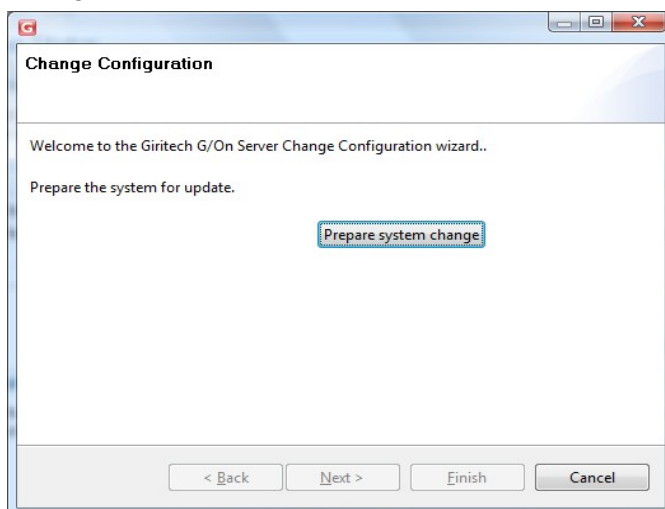 G
Change Configuration
Welcome to the Giritech G/On Server Change Configuration wizard..
Prepare the system for update.
Prepare system change
< Back
Next >
Finish
Cancel